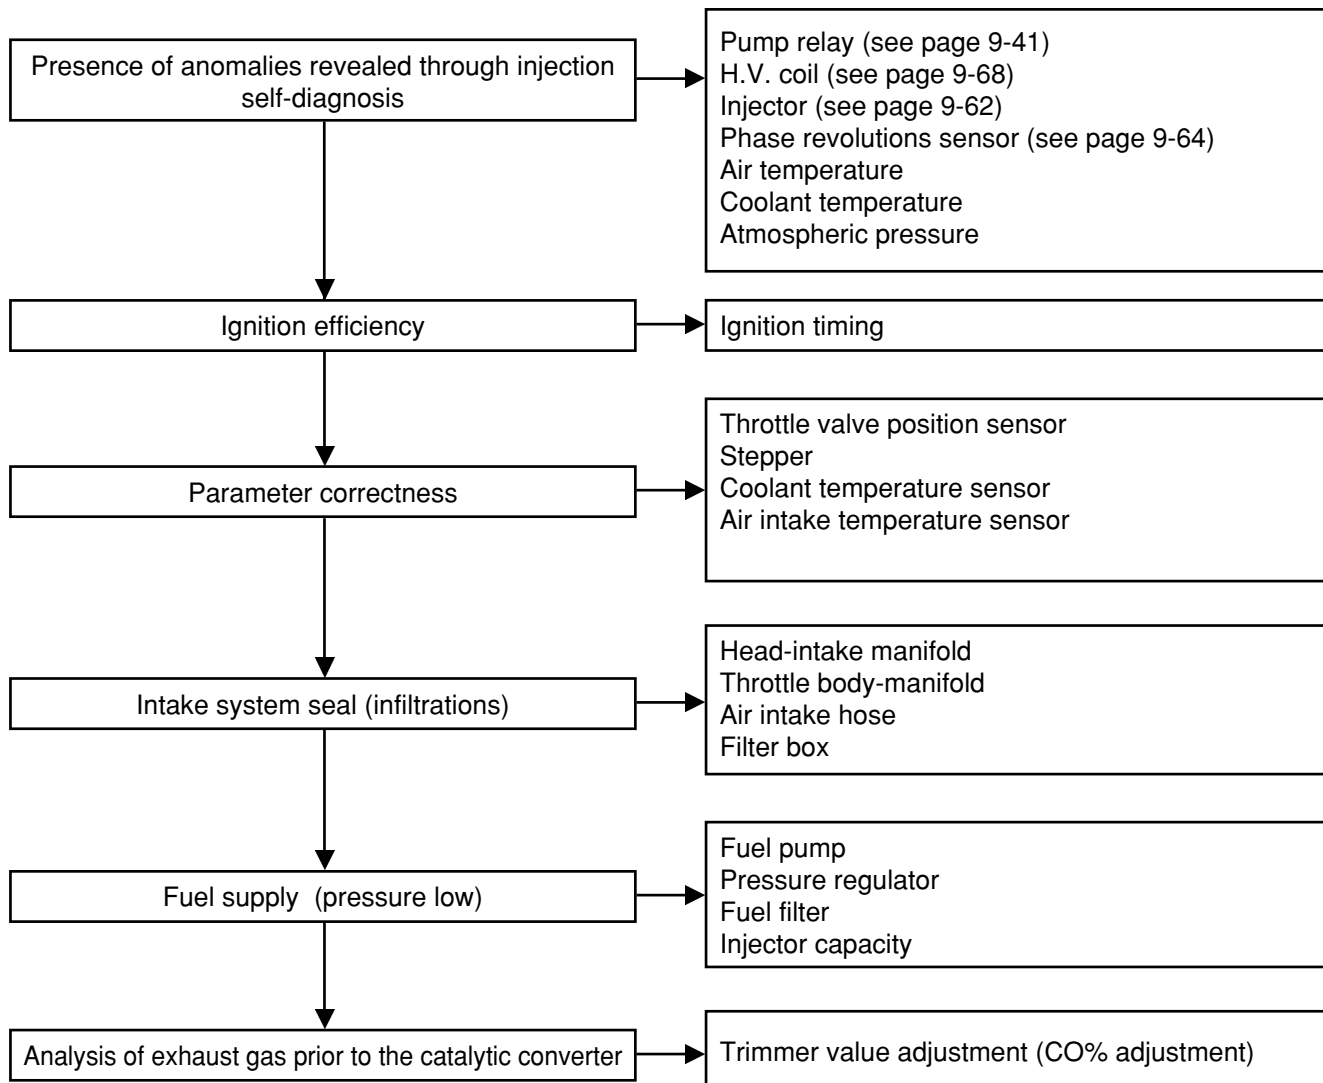 Presence of anomalies revealed through injection
self-diagnosis
Pump relay (see page 9-41)
H.V. coil (see page 9-68)
Injector (see page 9-62)
Phase revolutions sensor (see page 9-64)
Air temperature
Coolant temperature
Atmospheric pressure
Ignition efficiency
Ignition timing
Parameter correctness
Throttle valve position sensor
Stepper
Coolant temperature sensor
Air intake temperature sensor
Intake system seal (infiltrations)
Head-intake manifold
Throttle body-manifold
Air intake hose
Filter box
Fuel supply (pressure low)
Fuel pump
Pressure regulator
Fuel filter
Injector capacity
Analysis of exhaust gas prior to the catalytic converter
Trimmer value adjustment (CO% adjustment)